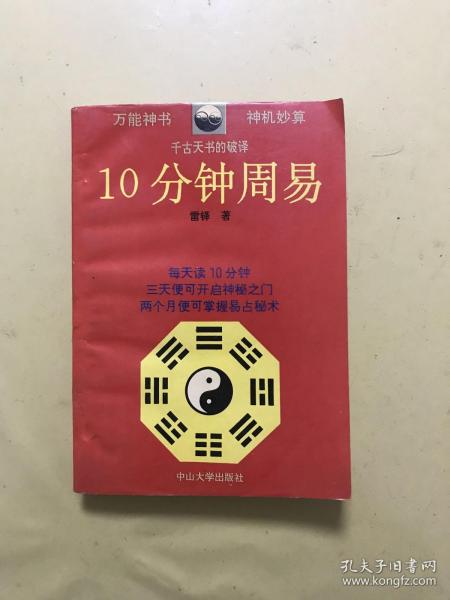 万能神书 神机妙算
千古天书的破译
10分钟周易
雷铎 著
每天读10分钟
三天便可开启神秘之门
两个月便可掌握易占秘术
中山大学出版社
孔夫子旧书网
www.kongfz.com